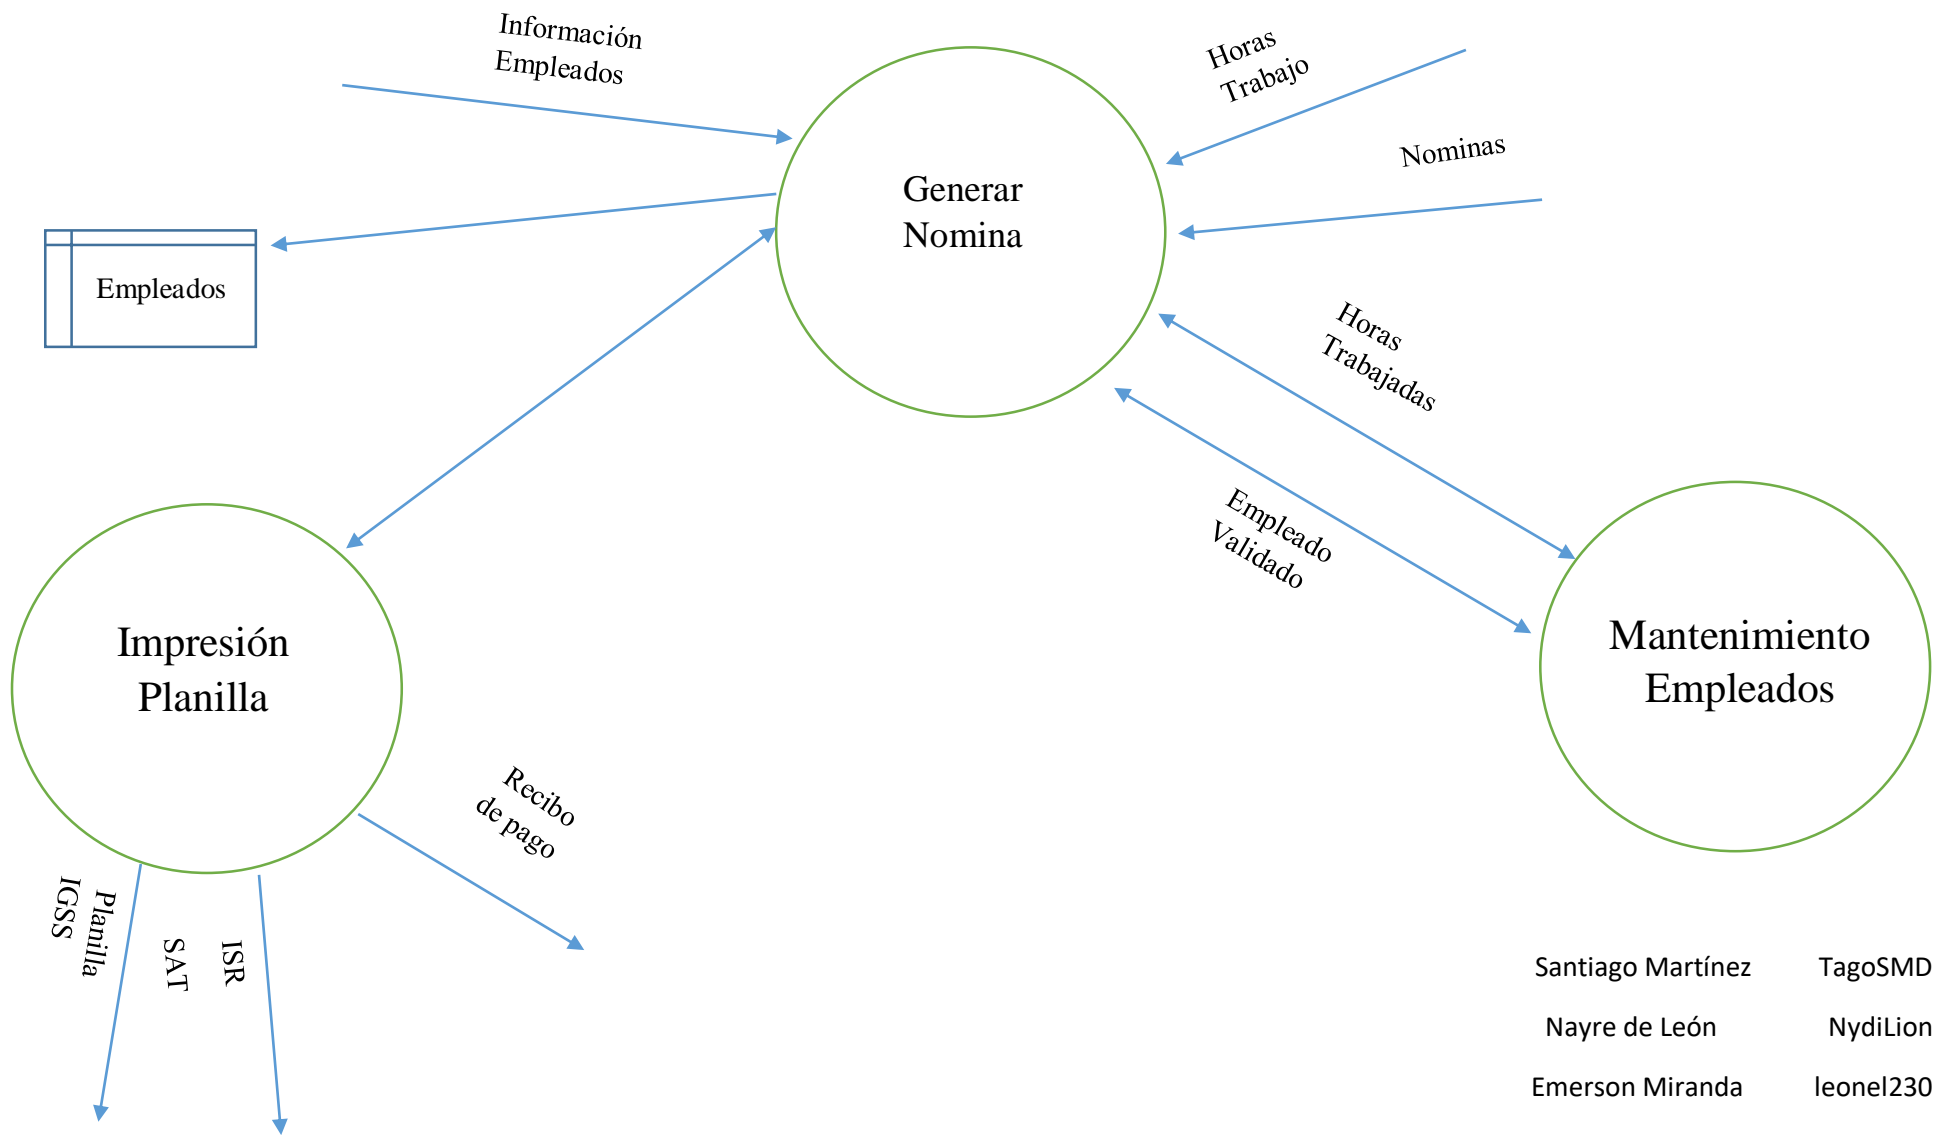 Información
Empleados
Horas
Trabajo
Nominas
Generar
Nomina
Empleados
Horas
Trabajadas
Empleado
Validado
Impresión
Planilla
Mantenimiento
Empleados
Recibo
de pago
Planilla
IGSS
SAT
ISR
Santiago Martínez TagoSMD
Nayre de León NydiLion
Emerson Miranda leonel230